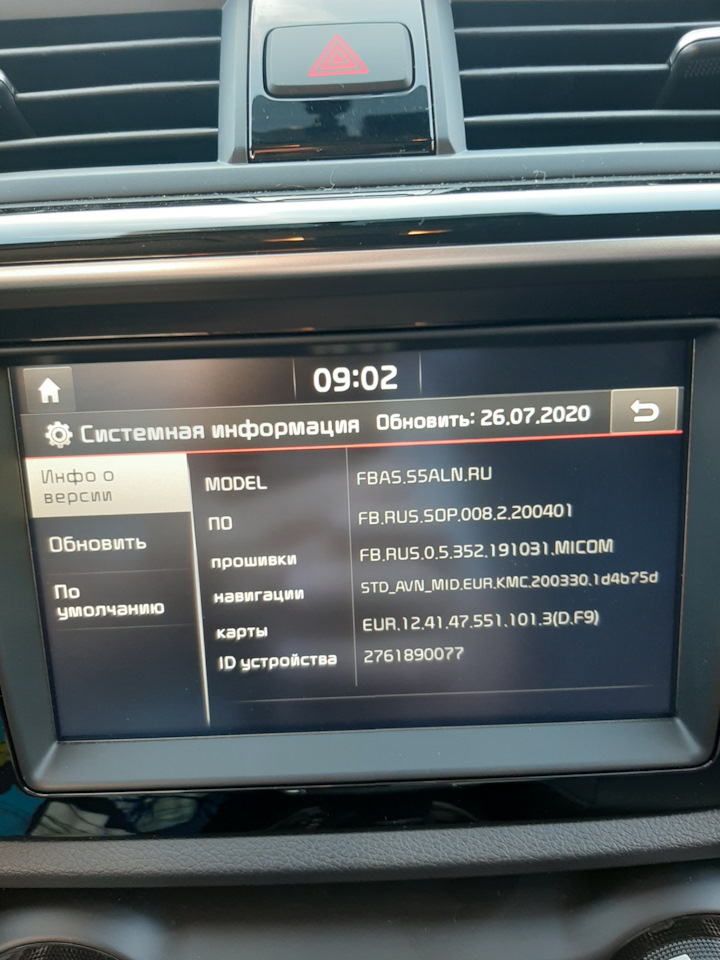 09:02
Системная информация Обновить: 26.07.2020
Инфо о
версии
Обновить
По
умолчанию
MODEL FBAS.S5ALN.RU
ПО FB.RUS.SOP.008.2.200401
прошивки FB.RUS.0.5.352.191031.MICOM
навигации STD_AVN_MID.EUR.KMC.200330.1d4b75d
карты EUR.12.41.47.551.101.3(D.F9)
ID устройства 2761890077